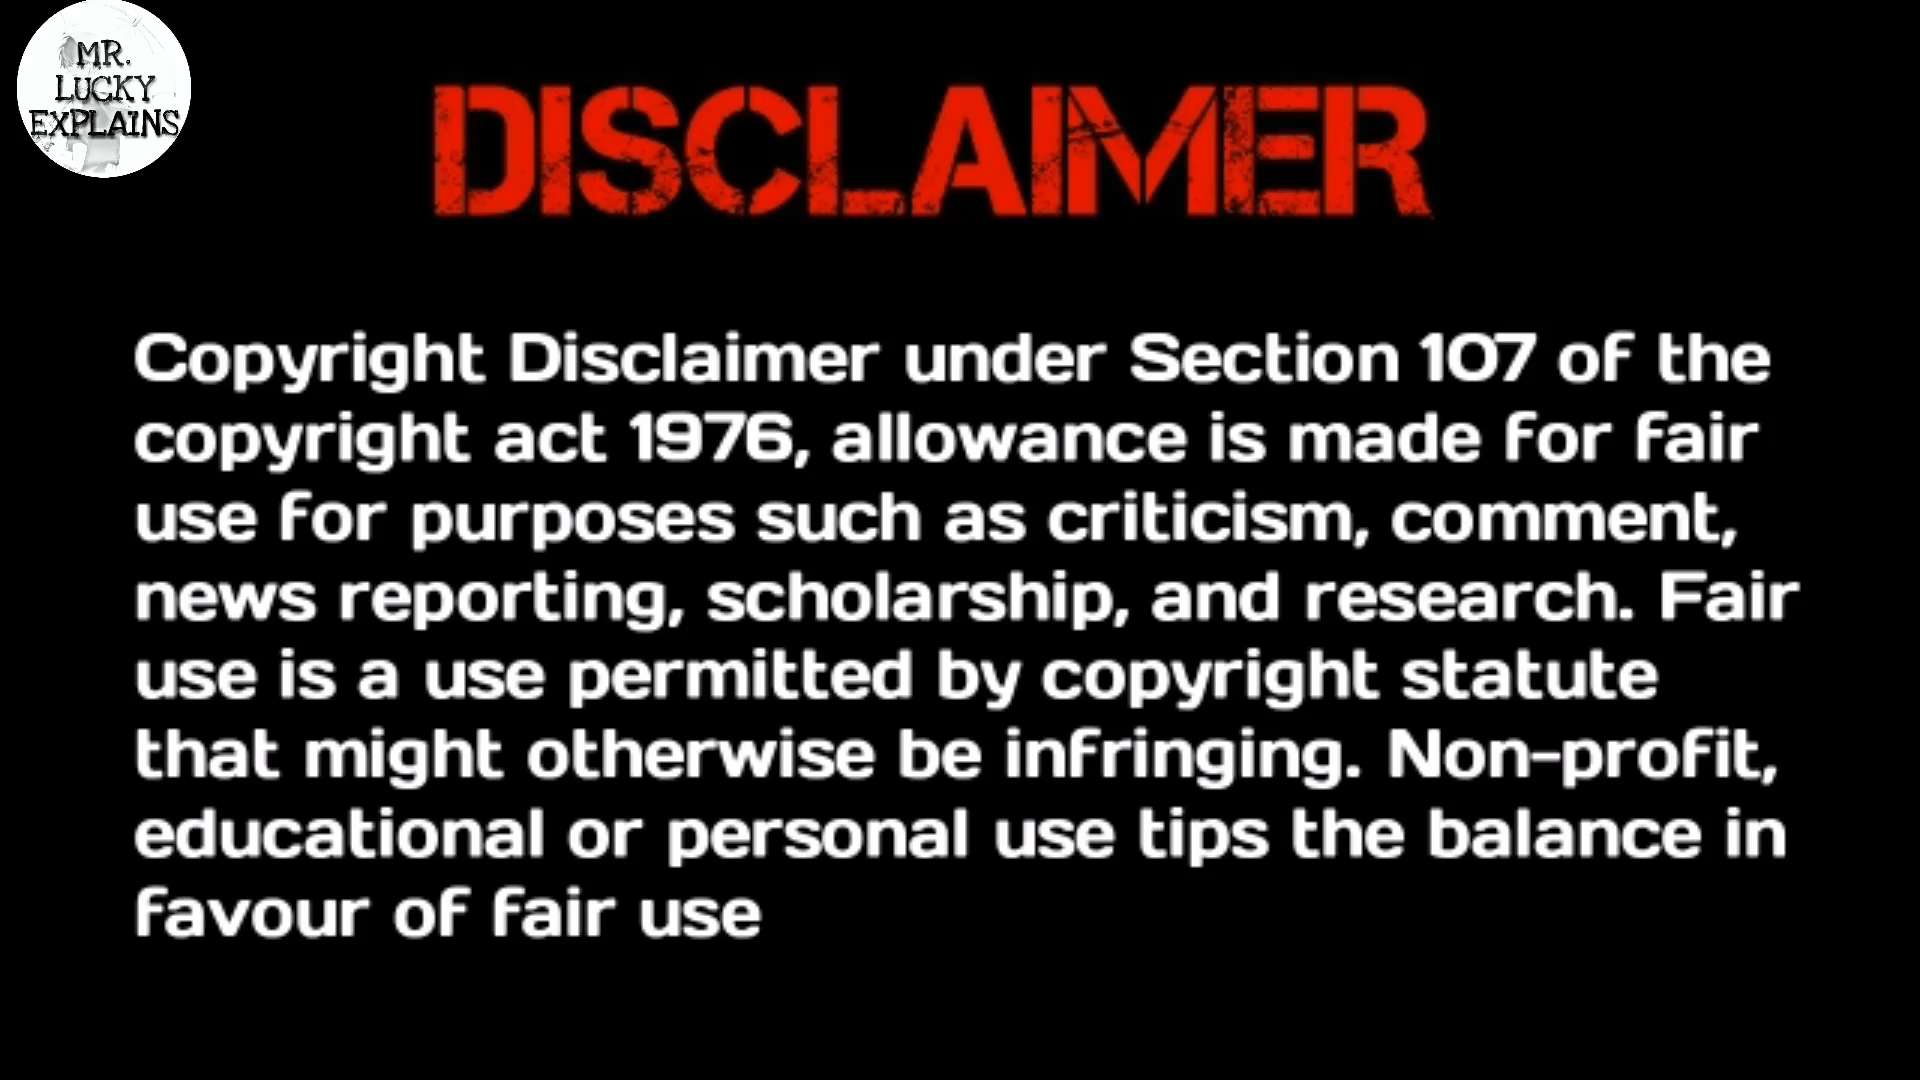 MR.
LUCKY
EXPLAINS
DISCLAIMER
Copyright Disclaimer under Section 107 of the
copyright act 1976, allowance is made for fair
use for purposes such as criticism, comment,
news reporting, scholarship, and research. Fair
use is a use permitted by copyright statute
that might otherwise be infringing. Non-profit,
educational or personal use tips the balance in
favour of fair use